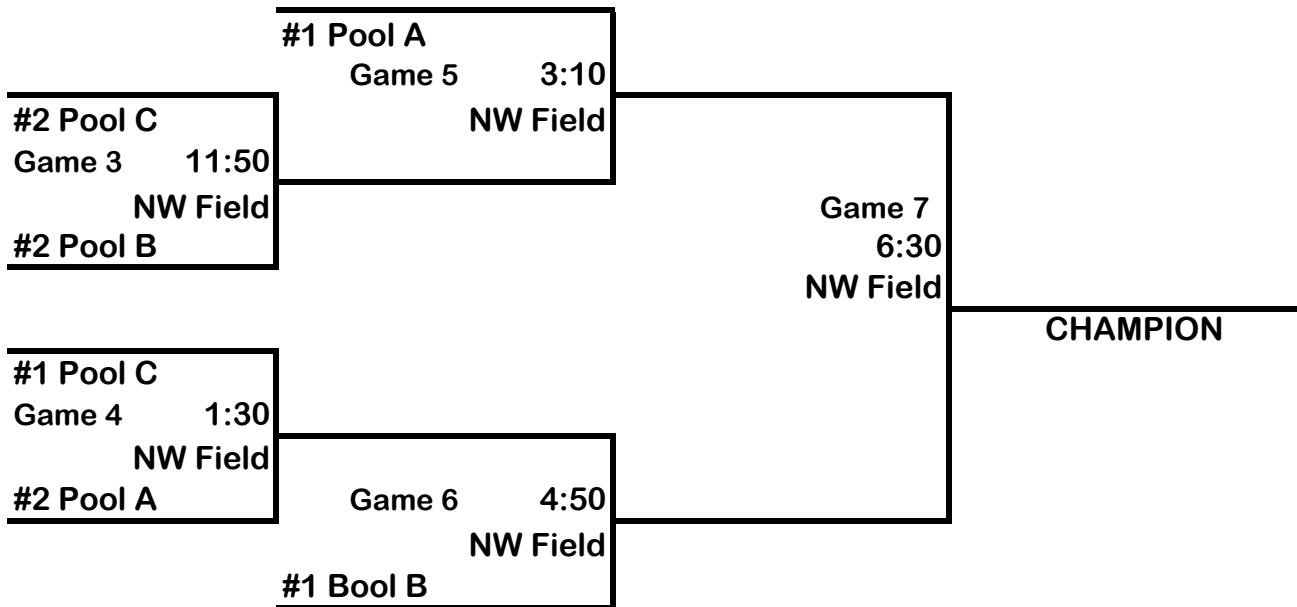 #1 Pool A
Game 5 3:10
NW Field
#2 Pool C
Game 3 11:50
NW Field
#2 Pool B
Game 7
6:30
NW Field
CHAMPION
#1 Pool C
Game 4 1:30
NW Field
#2 Pool A
Game 6 4:50
NW Field
#1 Bool B